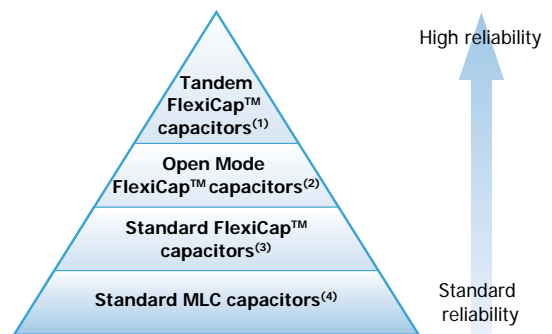 High reliability
Tandem
FlexiCap™
capacitors(1)
Open Mode
FlexiCap™ capacitors(2)
Standard FlexiCap™
capacitors(3)
Standard MLC capacitors(4)
Standard
reliability